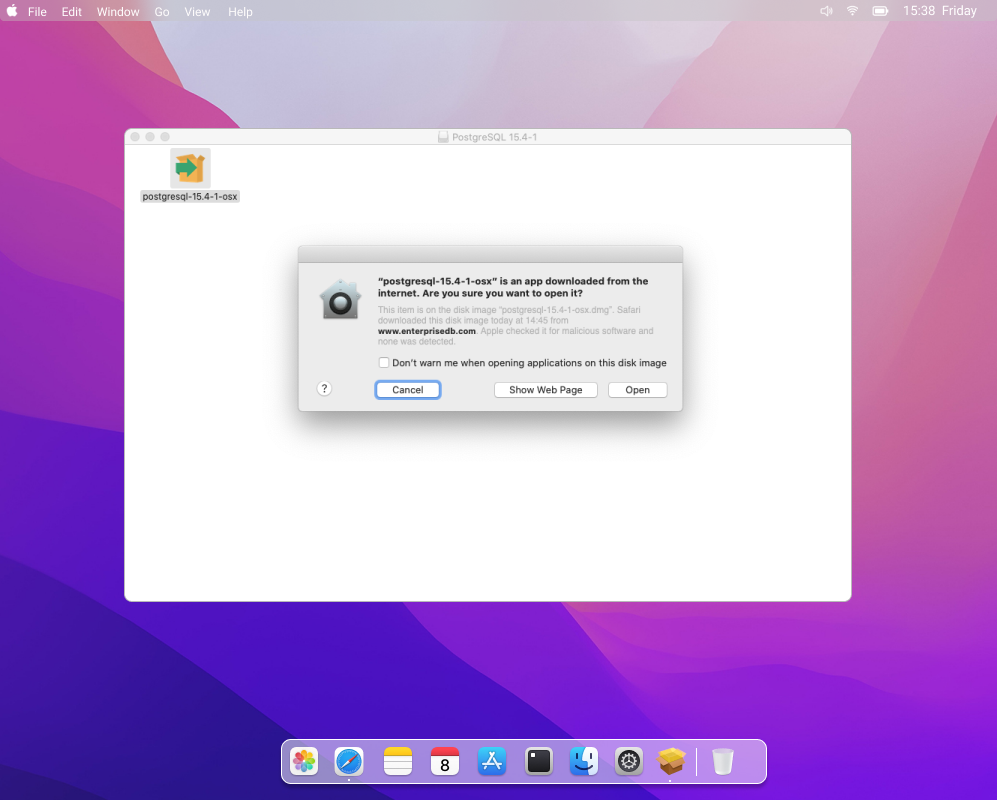 File Edit Window Go View Help 15:38 Friday
PostgreSQL 15.4-1
postgresql-15.4-1-osx
“postgresql-15.4-1-osx” is an app downloaded from the
internet. Are you sure you want to open it?
This item is on the disk image “postgresql-15.4-1-osx.dmg”. Safari
downloaded this disk image today at 14:45 from
www.enterprisedb.com. Apple checked it for malicious software and
none was detected.
Don't warn me when opening applications on this disk image
? Cancel Show Web Page Open
8